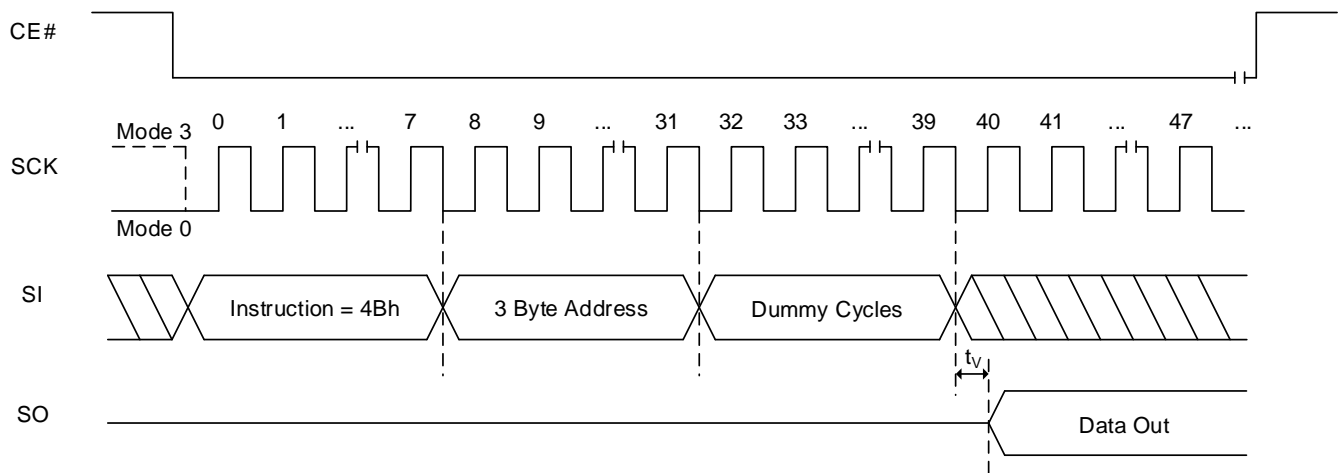 CE#
Mode 3 0 1 ... 7 8 9 ... 31 32 33 ... 39 40 41 ... 47 ...
SCK
Mode 0
SI Instruction = 4Bh 3 Byte Address Dummy Cycles
tV
SO Data Out